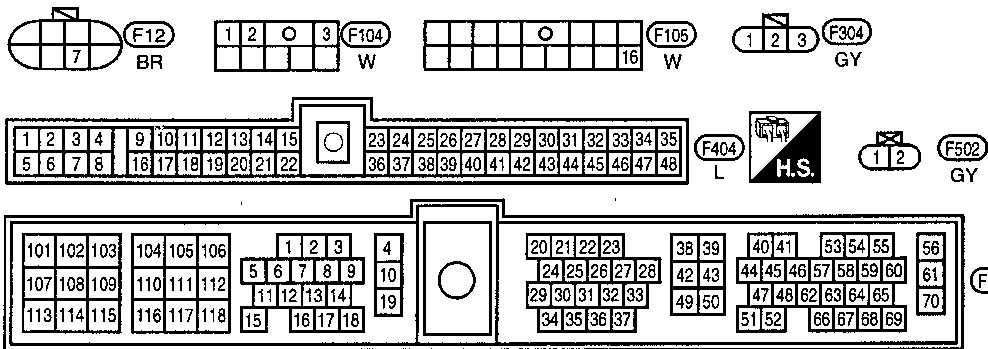 F12
7
BR
1 2 3
F104
W
16
F105
W
1 2 3
F304
GY
1 2 3 4 9 10 11 12 13 14 15 23 24 25 26 27 28 29 30 31 32 33 34 35
5 6 7 8 16 17 18 19 20 21 22 36 37 38 39 40 41 42 43 44 45 46 47 48
F404
L
H.S.
1 2
F502
GY
101 102 103 104 105 106 1 2 3 4 20 21 22 23 38 39 40 41 53 54 55 56
107 108 109 110 111 112 5 6 7 8 9 10 24 25 26 27 28 42 43 44 45 46 57 58 59 60 61
113 114 115 116 117 118 11 12 13 14 19 29 30 31 32 33 49 50 47 48 62 63 64 65 70
15 16 17 18 34 35 36 37 51 52 66 67 68 69
F